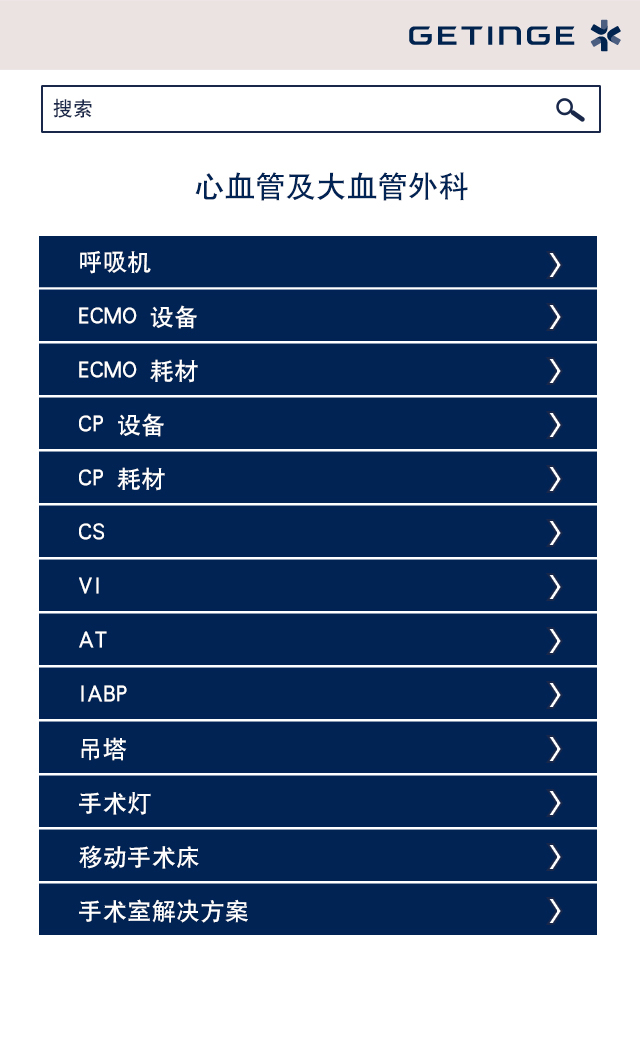 GETINGE
搜索
心血管及大血管外科
呼吸机
ECMO 设备
ECMO 耗材
CP 设备
CP 耗材
CS
VI
AT
IABP
吊塔
手术灯
移动手术床
手术室解决方案